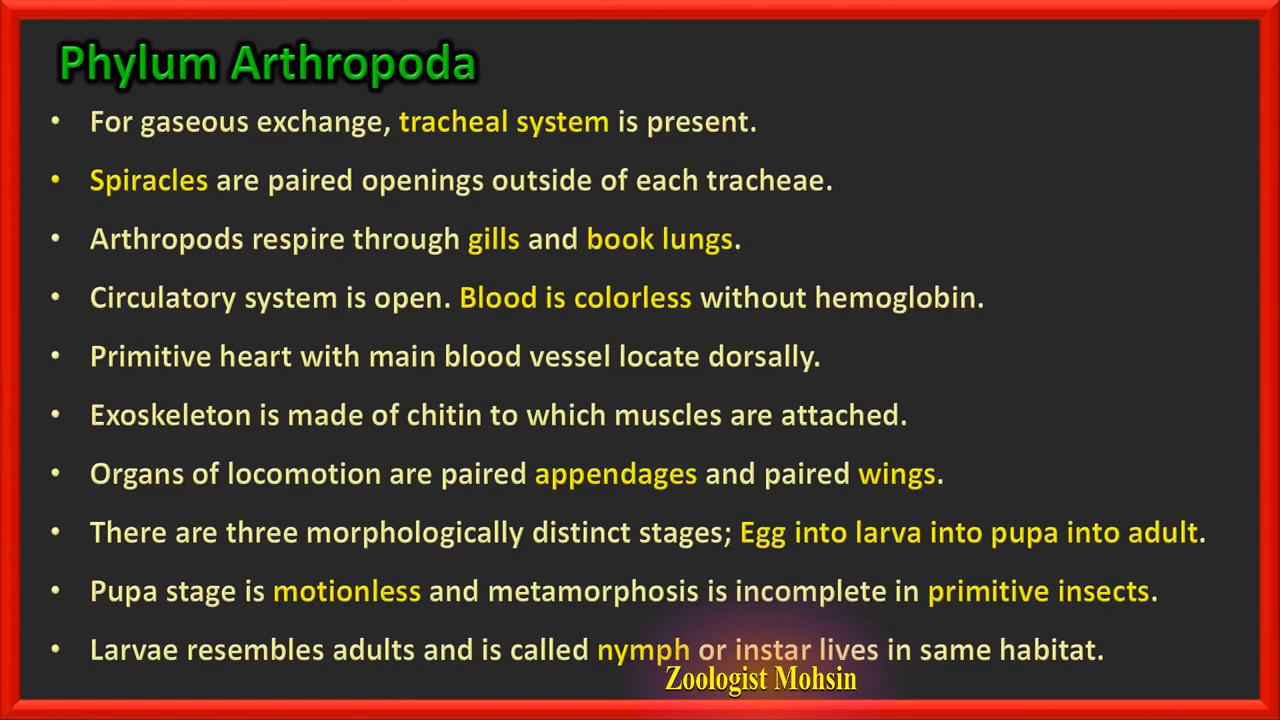 Phylum Arthropoda
• For gaseous exchange, tracheal system is present.
• Spiracles are paired openings outside of each tracheae.
• Arthropods respire through gills and book lungs.
• Circulatory system is open. Blood is colorless without hemoglobin.
• Primitive heart with main blood vessel locate dorsally.
• Exoskeleton is made of chitin to which muscles are attached.
• Organs of locomotion are paired appendages and paired wings.
• There are three morphologically distinct stages; Egg into larva into pupa into adult.
• Pupa stage is motionless and metamorphosis is incomplete in primitive insects.
• Larvae resembles adults and is called nymph or instar lives in same habitat.
Zoologist Mohsin